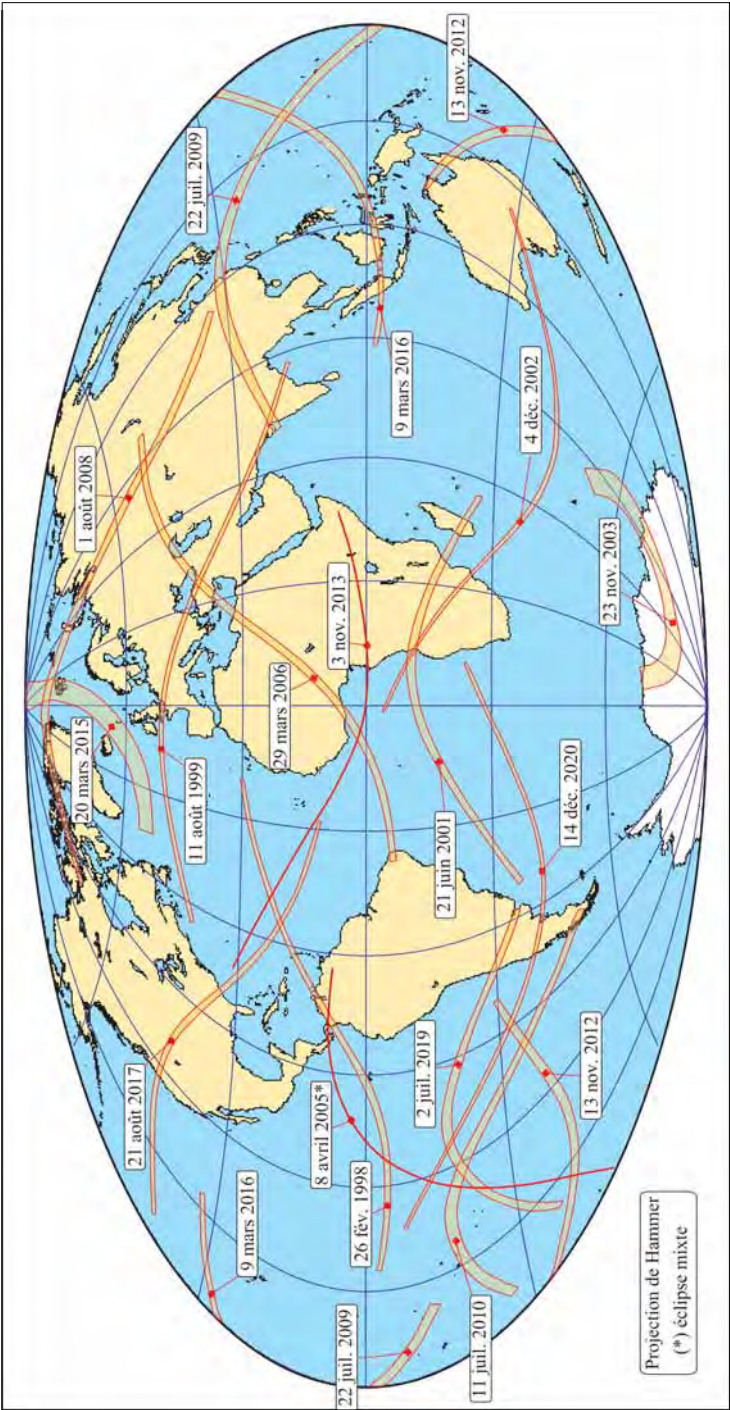 22 juil. 2009
13 nov. 2012
1 août 2008
9 mars 2016
4 déc. 2002
20 mars 2015
11 août 1999
29 mars 2006
3 nov. 2013
23 nov. 2003
21 juin 2001
14 déc. 2020
21 août 2017
9 mars 2016
8 avril 2005*
26 fév. 1998
2 juil. 2019
13 nov. 2012
22 juil. 2009
11 juil. 2010
Projection de Hammer
(*) éclipse mixte